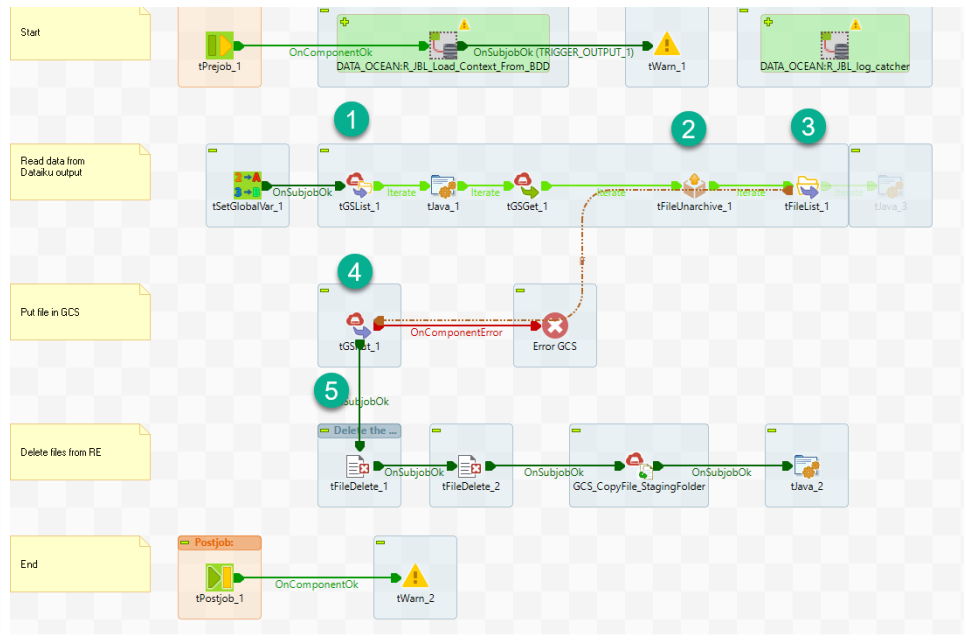 Start
OnComponentOk
OnSubjobOk (TRIGGER_OUTPUT_1)
tPrejob_1
DATA_OCEAN:R_JBL_Load_Context_From_BDD
tWarn_1
DATA_OCEAN:R_JBL_log_catcher
1
2
3
Read data from
Dataiku output
OnSubjobOk
Iterate
Iterate
Iterate
Iterate
Iterate
tSetGlobalVar_1
tGSList_1
tJava_1
tGSGet_1
tFileUnarchive_1
tFileList_1
tJava_3
4
Put file in GCS
OnComponentError
Error GCS
5
Delete the ...
Delete files from RE
OnSubjobOk
OnSubjobOk
OnSubjobOk
tFileDelete_1
tFileDelete_2
GCS_CopyFile_StagingFolder
tJava_2
Postjob:
End
OnComponentOk
tPostjob_1
tWarn_2